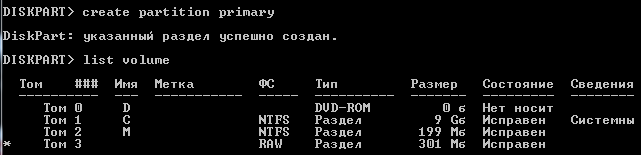 DISKPART> create partition primary
DiskPart: указанный раздел успешно создан.
DISKPART> list volume
Том ### Имя Метка ФС Тип Размер Состояние Сведения
Том 0 D DVD-ROM 0 б Нет носит
Том 1 C NTFS Раздел 9 Gб Исправен Системны
Том 2 M NTFS Раздел 199 Мб Исправен
* Том 3 RAW Раздел 301 Мб Исправен